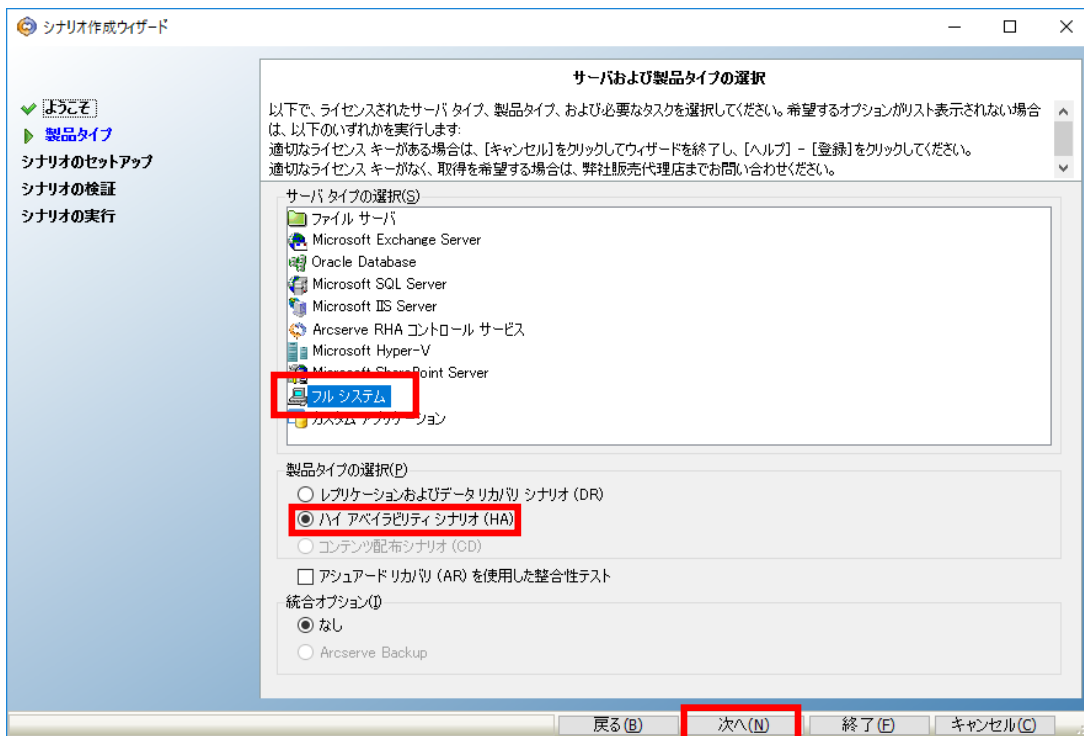 シナリオ作成ウィザード
サーバおよび製品タイプの選択
以下で、ライセンスされたサーバ タイプ、製品タイプ、および必要なタスクを選択してください。希望するオプションがリスト表示されない場合
は、以下のいずれかを実行します:
適切なライセンス キーがある場合は、[キャンセル]をクリックしてウィザードを終了し、[ヘルプ] - [登録]をクリックしてください。
適切なライセンス キーがなく、取得を希望する場合は、弊社販売代理店までお問い合わせください。
ようこそ
製品タイプ
シナリオのセットアップ
シナリオの検証
シナリオの実行
サーバ タイプの選択(S)
ファイル サーバ
Microsoft Exchange Server
Oracle Database
Microsoft SQL Server
Microsoft IIS Server
Arcserve RHA コントロール サービス
Microsoft Hyper-V
Microsoft SharePoint Server
フル システム
カスタム アプリケーション
製品タイプの選択(P)
レプリケーションおよびデータ リカバリ シナリオ (DR)
ハイ アベイラビリティ シナリオ (HA)
コンテンツ配布シナリオ (CD)
アシュアード リカバリ (AR) を使用した整合性テスト
統合オプション(I)
なし
Arcserve Backup
戻る(B)
次へ(N)
終了(F)
キャンセル(C)